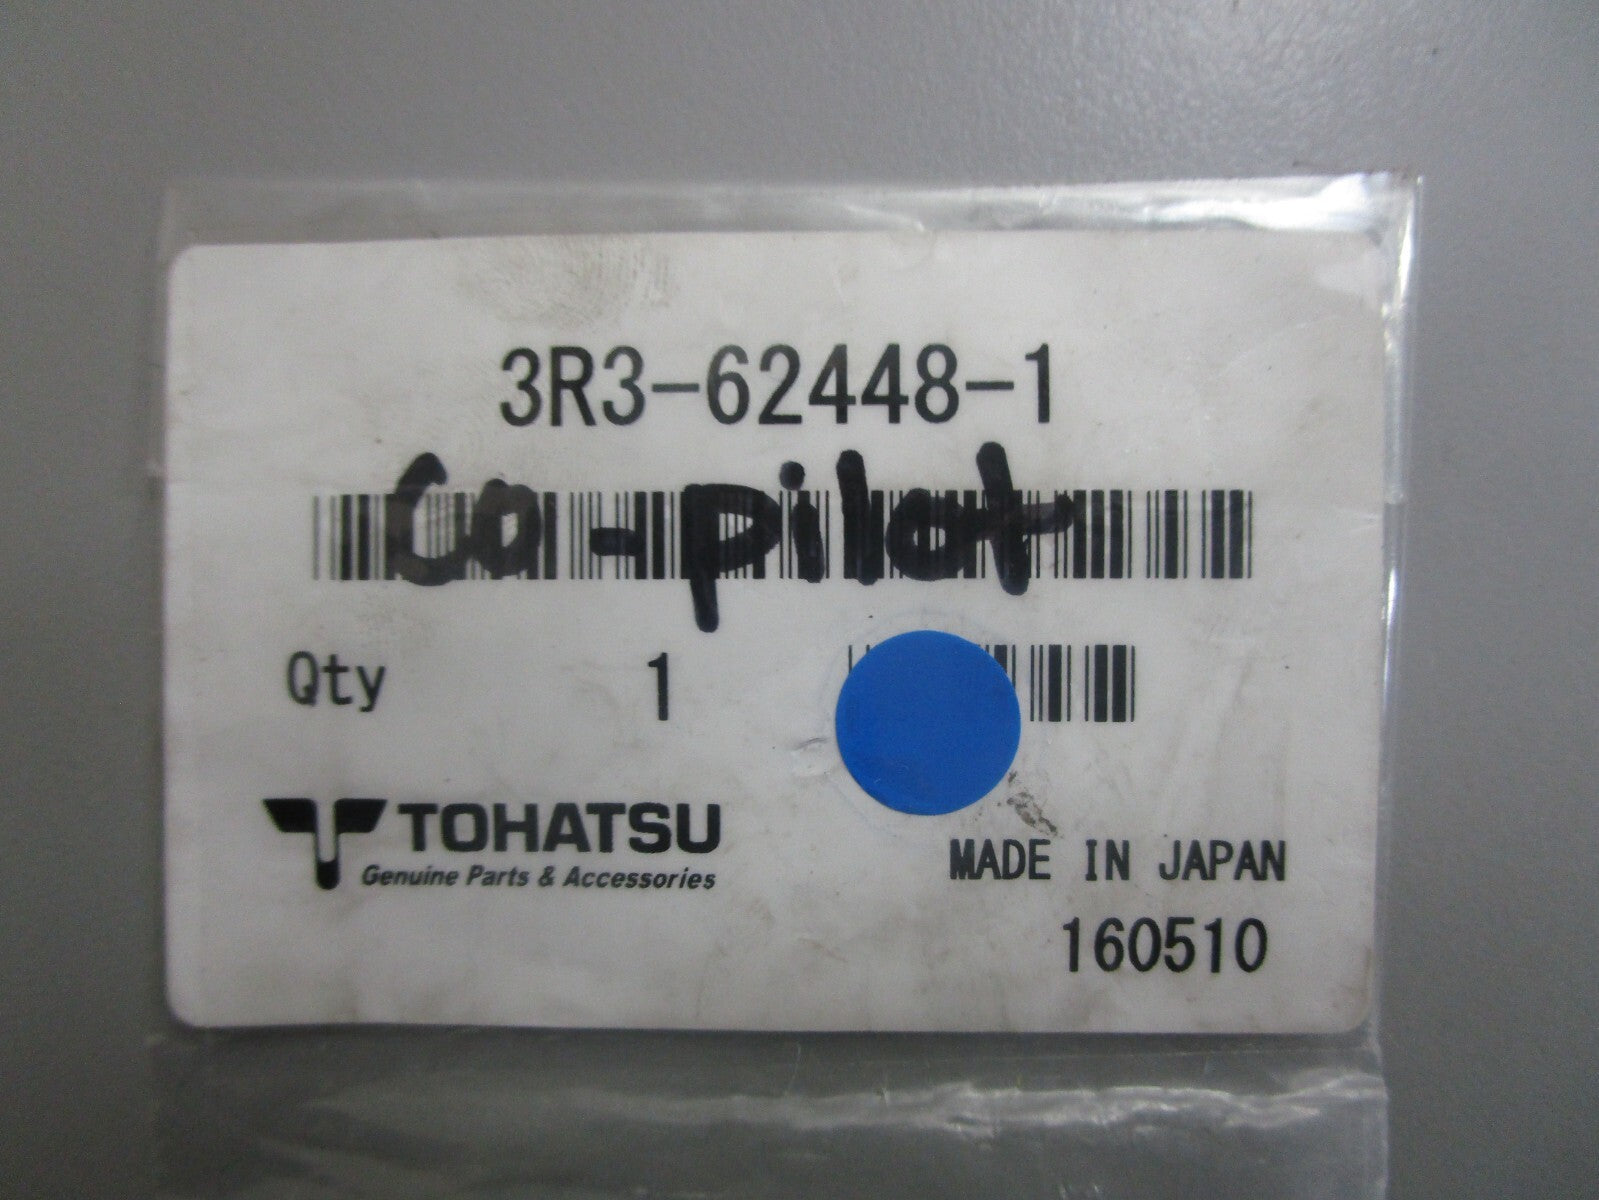 3R3-62448-1
Co-pilot
Qty 1
TOHATSU
Genuine Parts & Accessories
MADE IN JAPAN
160510